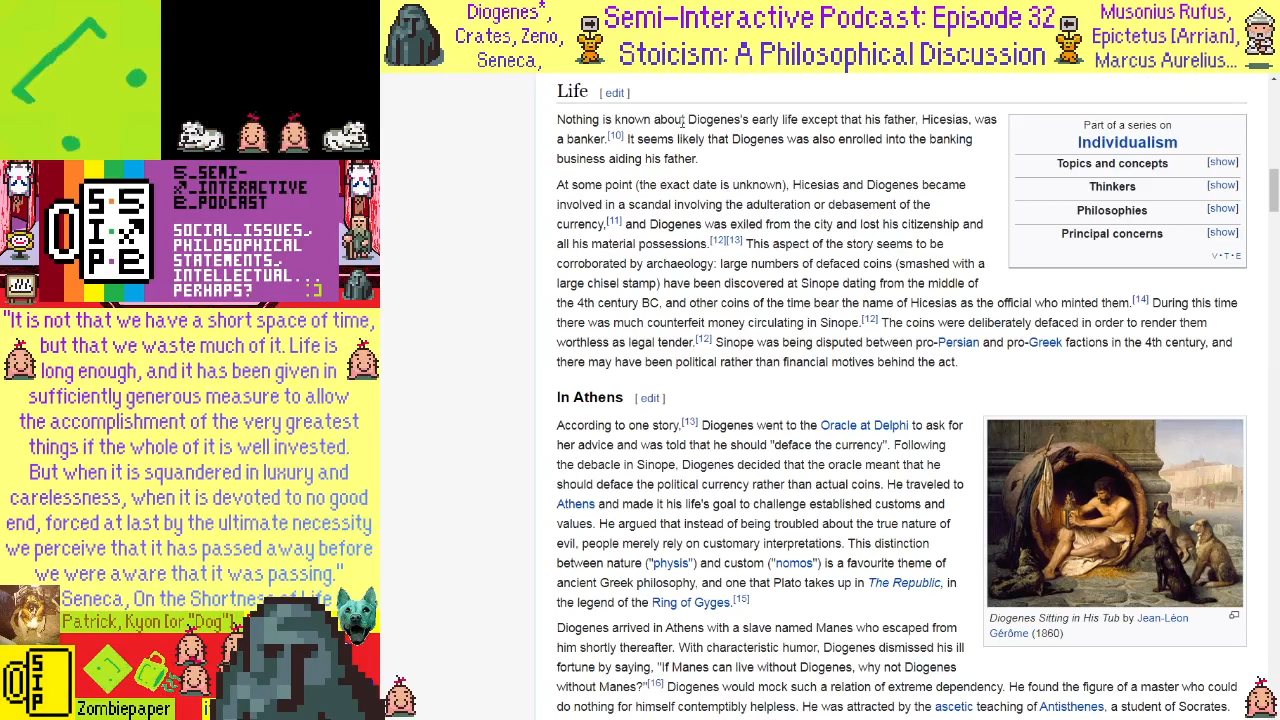 Diogenes*,
Crates, Zeno,
Seneca,
Semi-Interactive Podcast: Episode 32
Stoicism: A Philosophical Discussion
Musonius Rufus,
Epictetus [Arrian],
Marcus Aurelius...
S_SEMI-
_INTERACTIVE
_PODCAST
SOCIAL_ISSUES,
PHILOSOPHICAL
STATEMENTS,
INTELLECTUAL...
PERHAPS? :)
"It is not that we have a short space of time,
but that we waste much of it. Life is
long enough, and it has been given in
sufficiently generous measure to allow
the accomplishment of the very greatest
things if the whole of it is well invested.
But when it is squandered in luxury and
carelessness, when it is devoted to no good
end, forced at last by the ultimate necessity
we perceive that it has passed away before
we were aware that it was passing."
Seneca, On the Shortness of Life
Patrick, Kyon [or "Dog"],
SIP
Zombiepaper
Life [ edit ]
Nothing is known about Diogenes's early life except that his father, Hicesias, was
a banker.[10] It seems likely that Diogenes was also enrolled into the banking
business aiding his father.
At some point (the exact date is unknown), Hicesias and Diogenes became
involved in a scandal involving the adulteration or debasement of the
currency,[11] and Diogenes was exiled from the city and lost his citizenship and
all his material possessions.[12][13] This aspect of the story seems to be
corroborated by archaeology: large numbers of defaced coins (smashed with a
large chisel stamp) have been discovered at Sinope dating from the middle of
the 4th century BC, and other coins of the time bear the name of Hicesias as the official who minted them.[14] During this time
there was much counterfeit money circulating in Sinope.[12] The coins were deliberately defaced in order to render them
worthless as legal tender.[12] Sinope was being disputed between pro-Persian and pro-Greek factions in the 4th century, and
there may have been political rather than financial motives behind the act.
Part of a series on
Individualism
Topics and concepts [show]
Thinkers [show]
Philosophies [show]
Principal concerns [show]
V·T·E
In Athens [ edit ]
According to one story,[13] Diogenes went to the Oracle at Delphi to ask for
her advice and was told that he should "deface the currency". Following
the debacle in Sinope, Diogenes decided that the oracle meant that he
should deface the political currency rather than actual coins. He traveled to
Athens and made it his life's goal to challenge established customs and
values. He argued that instead of being troubled about the true nature of
evil, people merely rely on customary interpretations. This distinction
between nature ("physis") and custom ("nomos") is a favourite theme of
ancient Greek philosophy, and one that Plato takes up in The Republic, in
the legend of the Ring of Gyges.[15]
Diogenes Sitting in His Tub by Jean-Léon
Gérôme (1860)
Diogenes arrived in Athens with a slave named Manes who escaped from
him shortly thereafter. With characteristic humor, Diogenes dismissed his ill
fortune by saying, "If Manes can live without Diogenes, why not Diogenes
without Manes?"[16] Diogenes would mock such a relation of extreme dependency. He found the figure of a master who could
do nothing for himself contemptibly helpless. He was attracted by the ascetic teaching of Antisthenes, a student of Socrates.